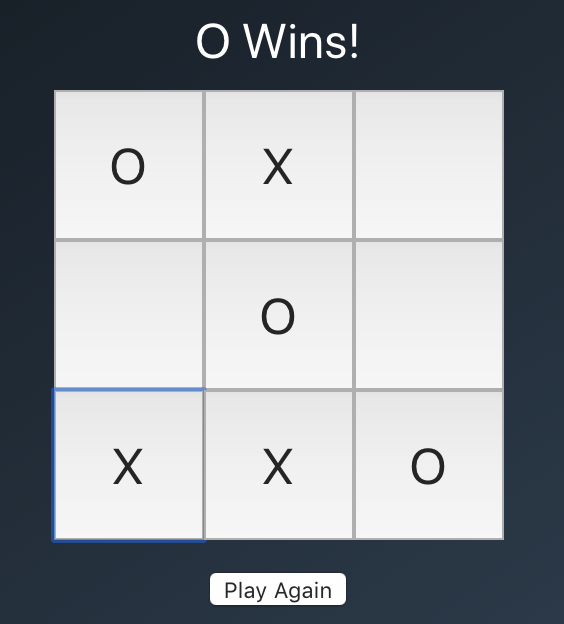 O Wins!
O X
O
X X O
Play Again